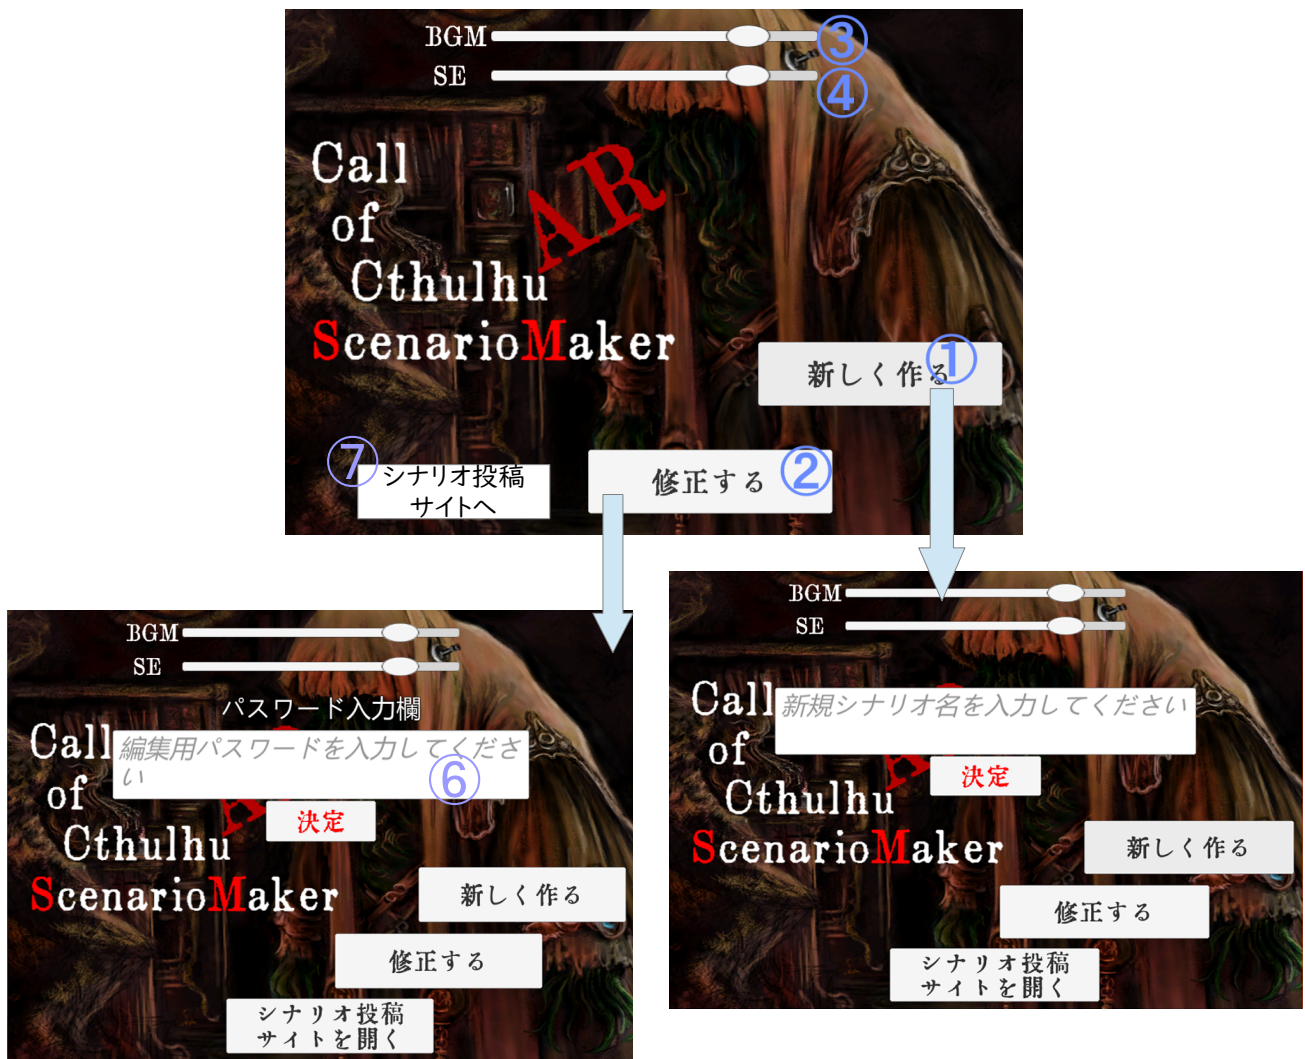 BGM
③
SE
④
Call
of
Cthulhu
AR
ScenarioMaker
新しく作る
①
⑦
シナリオ投稿
サイトへ
修正する
②
BGM
SE
パスワード入力欄
Call
編集用パスワードを入力してくださ
い
⑥
of
決定
Cthulhu
ScenarioMaker
新しく作る
修正する
シナリオ投稿
サイトを開く
BGM
SE
Call
新規シナリオ名を入力してください
of
決定
Cthulhu
ScenarioMaker
新しく作る
修正する
シナリオ投稿
サイトを開く